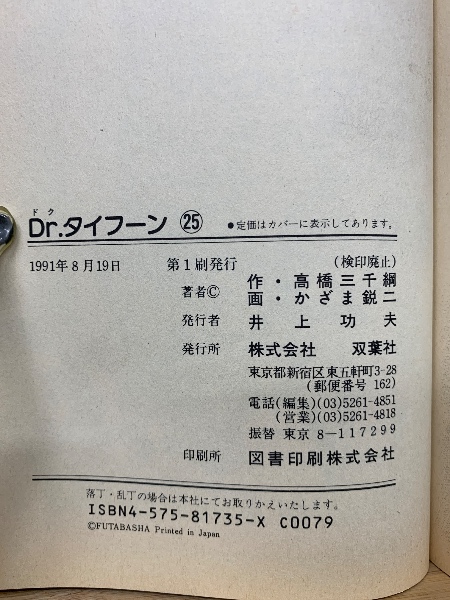 ドク
Dr.タイフーン ㉕ ●定価はカバーに表示してあります。
1991年8月19日 第1刷発行 (検印廃止)
著者© 作・高橋三千綱
画・かざま鋭二
発行者 井上功夫
発行所 株式会社 双葉社
東京都新宿区東五軒町3-28
(郵便番号 162)
電話(編集)(03)5261-4851
(営業)(03)5261-4818
振替 東京 8-117299
印刷所 図書印刷株式会社
落丁・乱丁の場合は本社にてお取りかえいたします。
ISBN4-575-81735-X C0079
©FUTABASHA Printed in Japan